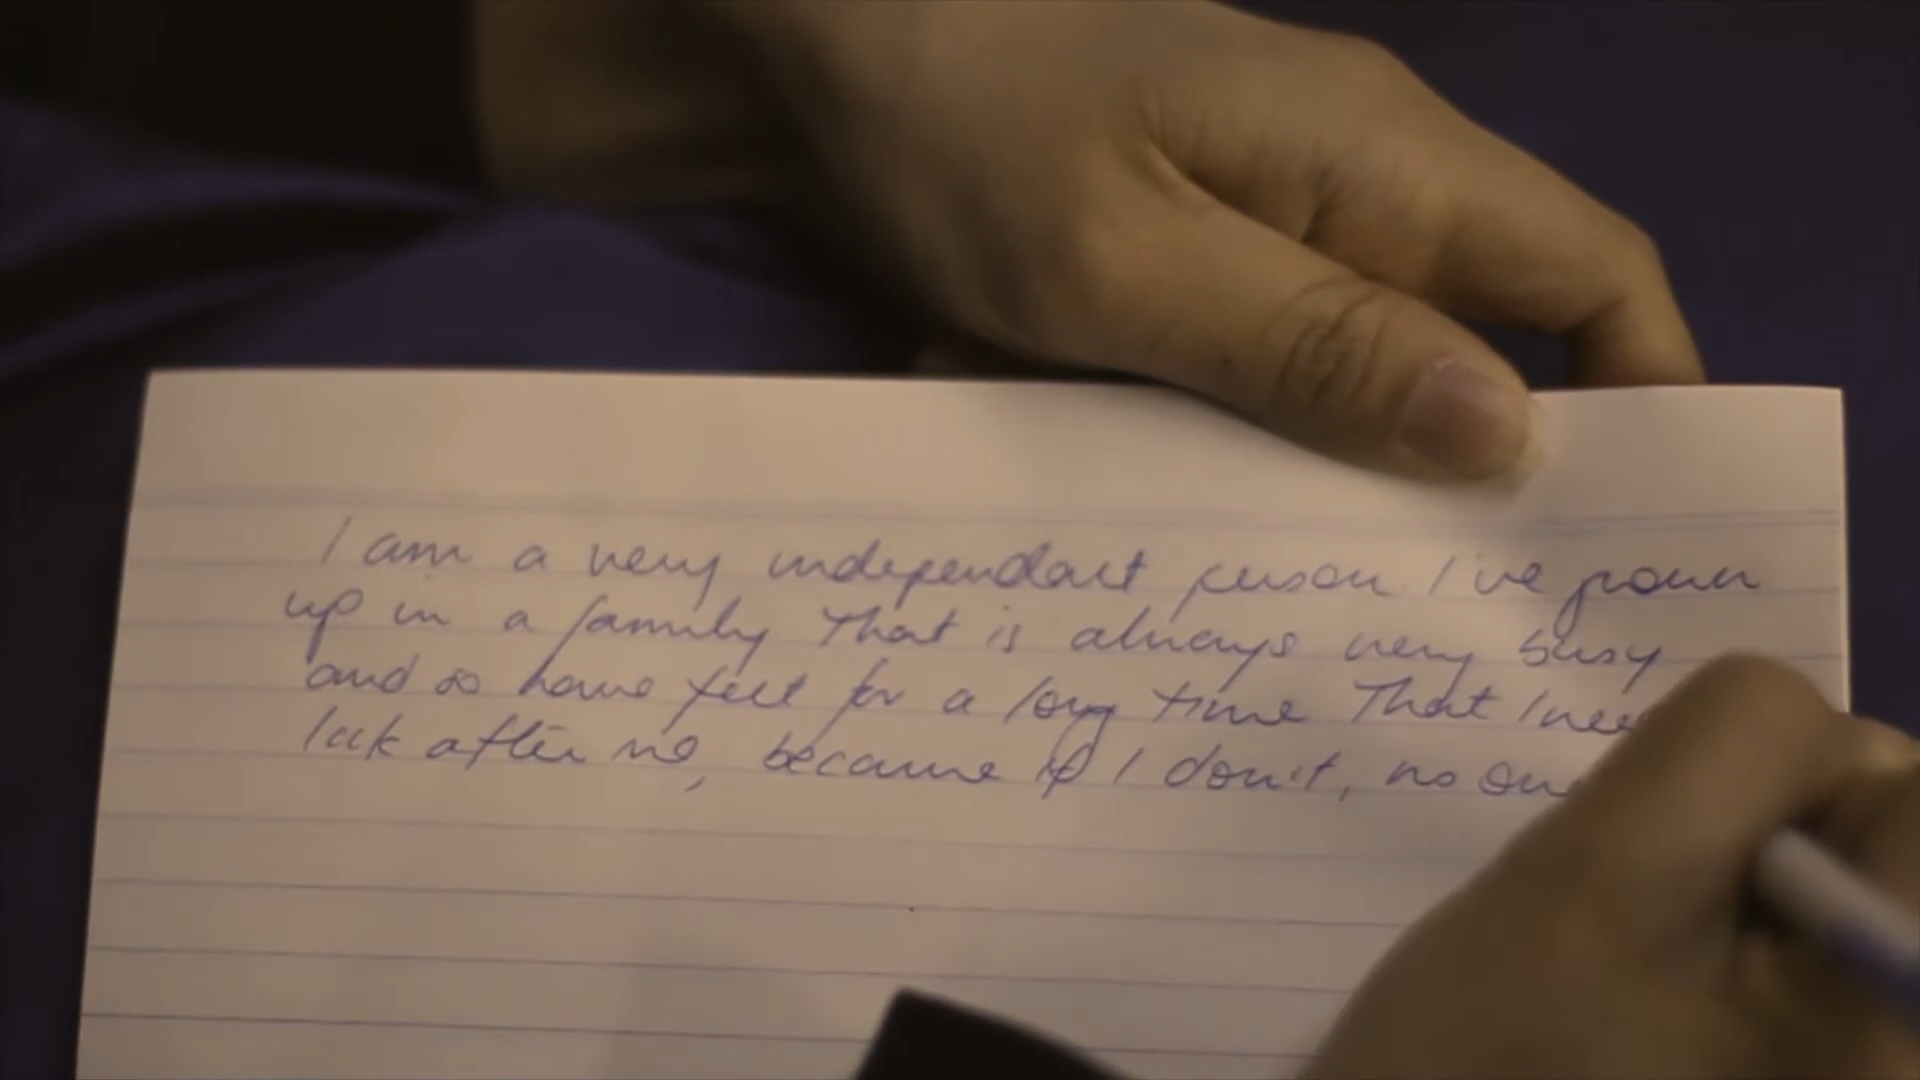 I am a very independant person I've grown
up in a family that is always very busy
and so have felt for a long time that I nee
look after me, because if I don't, no one